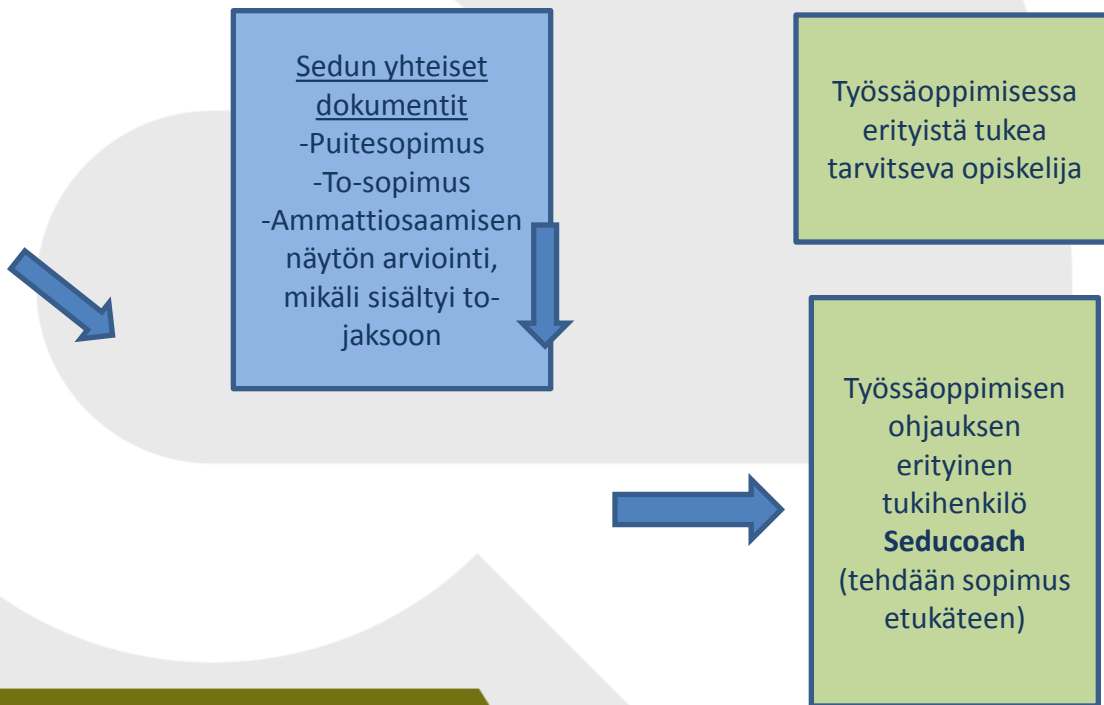 Sedun yhteiset
dokumentit
-Puitesopimus
-To-sopimus
-Ammattiosaamisen
näytön arviointi,
mikäli sisältyi to-
jaksoon
Työssäoppimisessa
erityistä tukea
tarvitseva opiskelija
Työssäoppimisen
ohjauksen
erityinen
tukihenkilö
Seducoach
(tehdään sopimus
etukäteen)